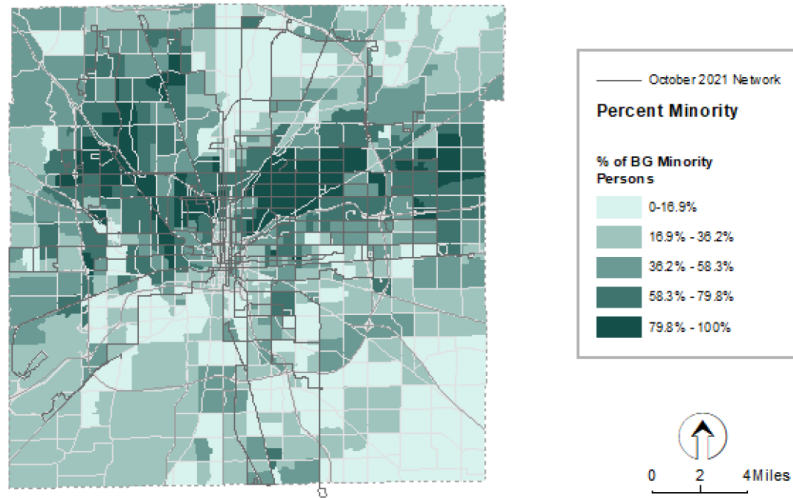 October 2021 Network
Percent Minority
% of BG Minority
Persons
0-16.9%
16.9% - 36.2%
36.2% - 58.3%
58.3% - 79.8%
79.8% - 100%
0 2 4 Miles